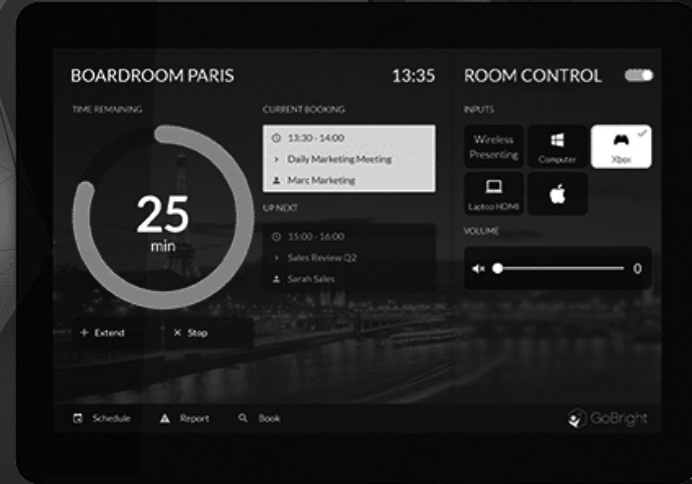 BOARDROOM PARIS
13:35
TIME REMAINING
25
min
+ Extend
× Stop
CURRENT BOOKING
13:30 - 14:00
Daily Marketing Meeting
Marc Marketing
UP NEXT
15:00 - 16:00
Sales Review Q2
Sarah Sales
ROOM CONTROL
INPUTS
Wireless
Presenting
Computer
Xbox
Laptop HDMI
VOLUME
0
Schedule
Report
Book
GoBright